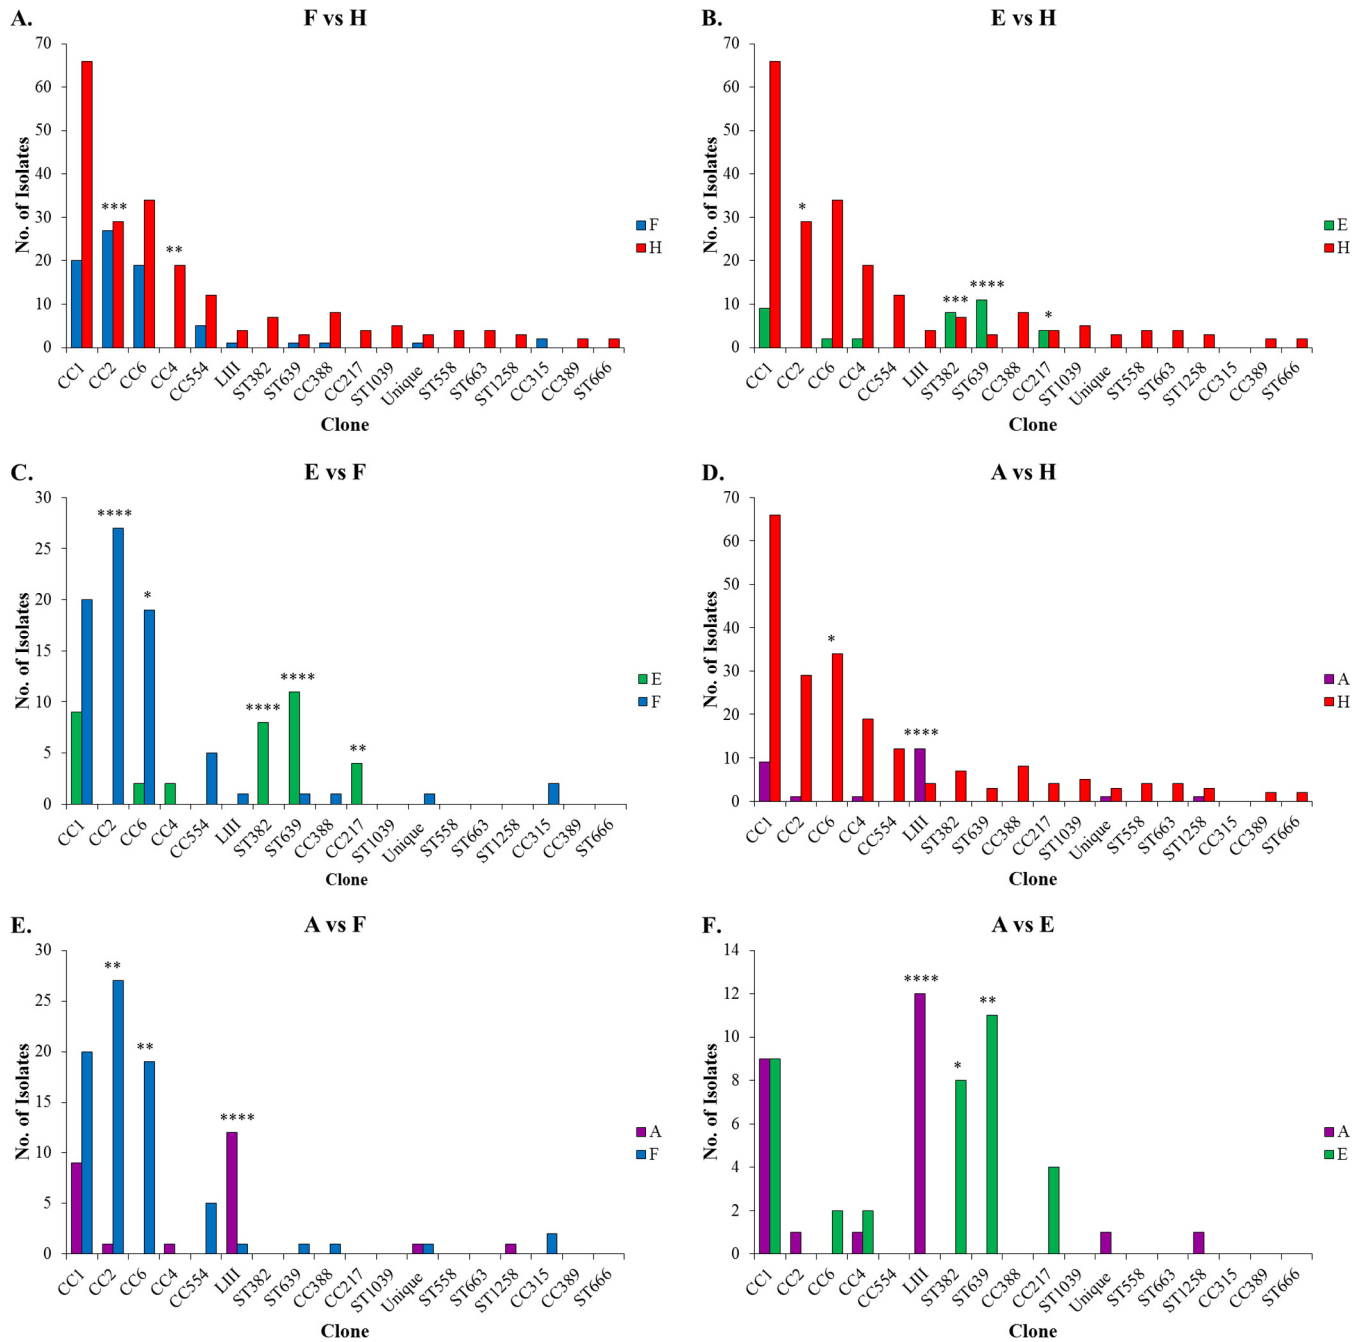 A.
F vs H
No. of Isolates
70
60
50
40
30
20
10
0
***
**
CC1
CC2
CC6
CC4
CC554
LIII
ST382
ST639
CC388
CC217
ST1039
Unique
ST558
ST663
ST1258
CC315
CC389
ST666
Clone
F
H
B.
E vs H
No. of Isolates
70
60
50
40
30
20
10
0
*
***
****
*
CC1
CC2
CC6
CC4
CC554
LIII
ST382
ST639
CC388
CC217
ST1039
Unique
ST558
ST663
ST1258
CC315
CC389
ST666
Clone
E
H
C.
E vs F
No. of Isolates
30
25
20
15
10
5
0
****
*
****
****
**
CC1
CC2
CC6
CC4
CC554
LIII
ST382
ST639
CC388
CC217
ST1039
Unique
ST558
ST663
ST1258
CC315
CC389
ST666
Clone
E
F
D.
A vs H
No. of Isolates
70
60
50
40
30
20
10
0
*
****
CC1
CC2
CC6
CC4
CC554
LIII
ST382
ST639
CC388
CC217
ST1039
Unique
ST558
ST663
ST1258
CC315
CC389
ST666
Clone
A
H
E.
A vs F
No. of Isolates
30
25
20
15
10
5
0
**
**
****
CC1
CC2
CC6
CC4
CC554
LIII
ST382
ST639
CC388
CC217
ST1039
Unique
ST558
ST663
ST1258
CC315
CC389
ST666
Clone
A
F
F.
A vs E
No. of Isolates
14
12
10
8
6
4
2
0
****
*
**
CC1
CC2
CC6
CC4
CC554
LIII
ST382
ST639
CC388
CC217
ST1039
Unique
ST558
ST663
ST1258
CC315
CC389
ST666
Clone
A
E